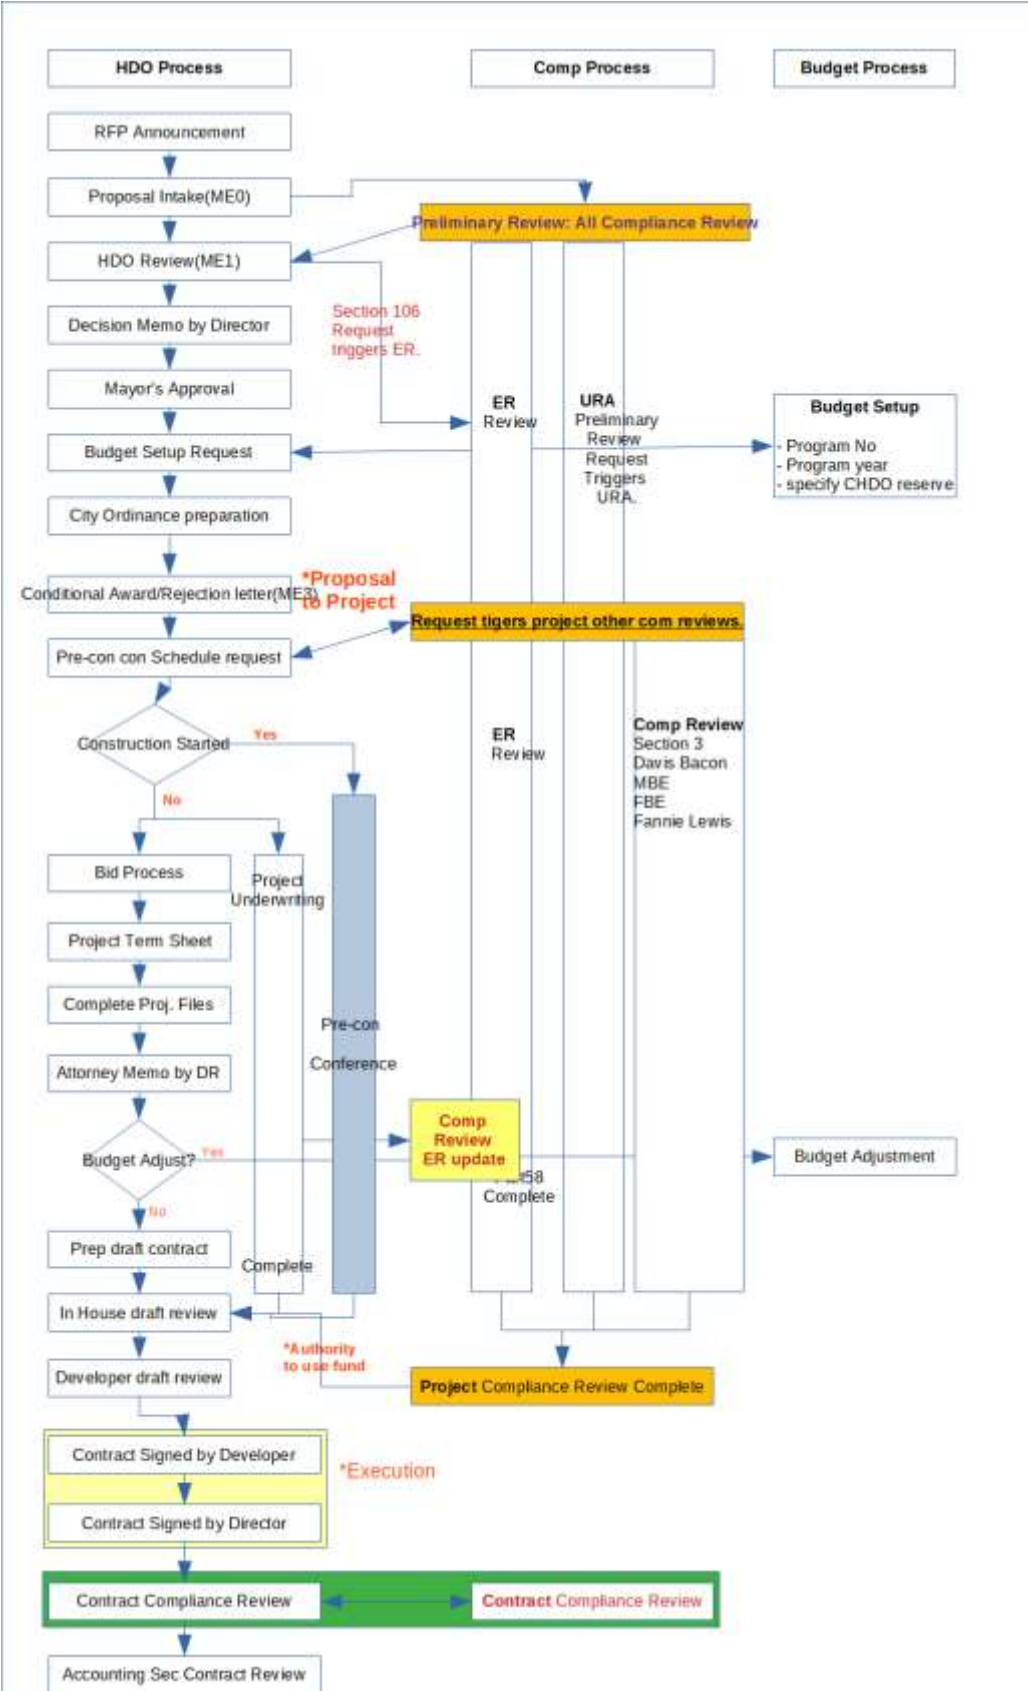 HDO Process
Comp Process
Budget Process
RFP Announcement
Proposal Intake(ME0)
Preliminary Review: All Compliance Review
HDO Review(ME1)
Section 106
Request
triggers ER.
Decision Memo by Director
Mayor's Approval
ER
Review
URA
Preliminary
Review
Request
Triggers
URA.
Budget Setup
- Program No
- Program year
- specify CHDO reserve
Budget Setup Request
City Ordinance preparation
Conditional Award/Rejection letter(ME3)
*Proposal
to Project
Request tigers project other com reviews.
Pre-con con Schedule request
Construction Started
Yes
No
ER
Review
Comp Review
Section 3
Davis Bacon
MBE
FBE
Fannie Lewis
Bid Process
Project
Underwriting
Project Term Sheet
Complete Proj. Files
Pre-con
Conference
Attorney Memo by DR
Comp
Review
ER update
Budget Adjust?
Yes
No
58
Complete
Budget Adjustment
Prep draft contract
Complete
In House draft review
*Authority
to use fund
Developer draft review
Project Compliance Review Complete
Contract Signed by Developer
*Execution
Contract Signed by Director
Contract Compliance Review
Contract Compliance Review
Accounting Sec Contract Review